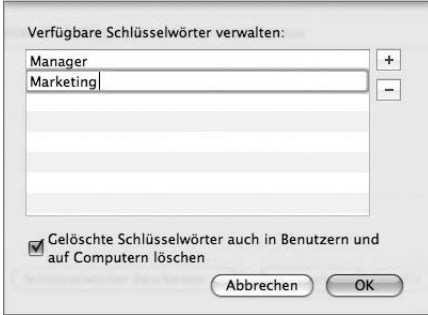 Verfügbare Schlüsselwörter verwalten:
Manager
Marketing
+
−
Gelöschte Schlüsselwörter auch in Benutzern und
auf Computern löschen
Abbrechen
OK